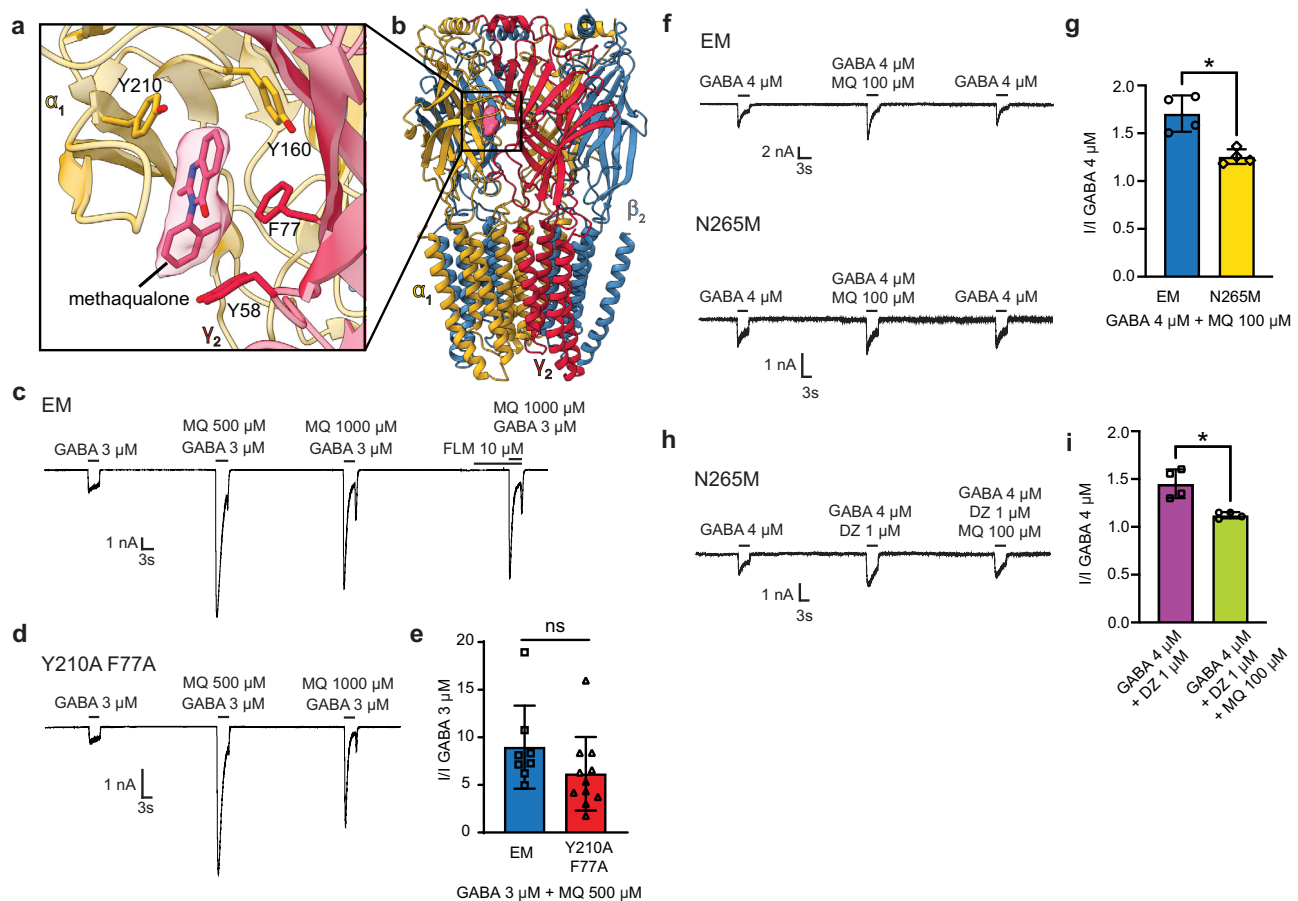 a
Y210
α1
Y160
F77
methaqualone
Y58
γ2
b
β2
α1
γ2
c
EM
GABA 3 µM
MQ 500 µM
GABA 3 µM
MQ 1000 µM
GABA 3 µM
MQ 1000 µM
GABA 3 µM
FLM 10 µM
1 nA
3s
d
Y210A F77A
GABA 3 µM
MQ 500 µM
GABA 3 µM
MQ 1000 µM
GABA 3 µM
1 nA
3s
e
ns
I/I GABA 3 µM
20
15
10
5
0
EM
Y210A
F77A
GABA 3 µM + MQ 500 µM
f
EM
GABA 4 µM
GABA 4 µM
MQ 100 µM
GABA 4 µM
2 nA
3s
N265M
GABA 4 µM
GABA 4 µM
MQ 100 µM
GABA 4 µM
1 nA
3s
g
*
I/I GABA 4 µM
2.0
1.5
1.0
0.5
0.0
EM
N265M
GABA 4 µM + MQ 100 µM
h
N265M
GABA 4 µM
GABA 4 µM
DZ 1 µM
GABA 4 µM
DZ 1 µM
MQ 100 µM
1 nA
3s
i
*
I/I GABA 4 µM
2.0
1.5
1.0
0.5
0.0
GABA 4 µM
+ DZ 1 µM
GABA 4 µM
+ DZ 1 µM
+ MQ 100 µM